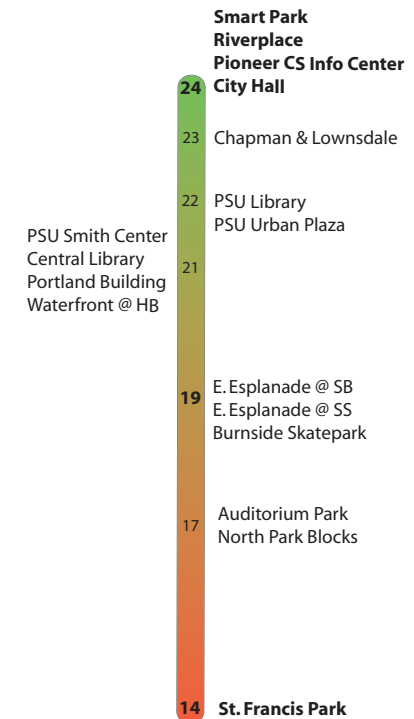 Smart Park
Riverplace
Pioneer CS Info Center
24 City Hall
23 Chapman & Lownsdale
22 PSU Library
PSU Urban Plaza
PSU Smith Center
Central Library
21
Portland Building
Waterfront @ HB
E. Esplanade @ SB
19 E. Esplanade @ SS
Burnside Skatepark
Auditorium Park
17
North Park Blocks
14 St. Francis Park